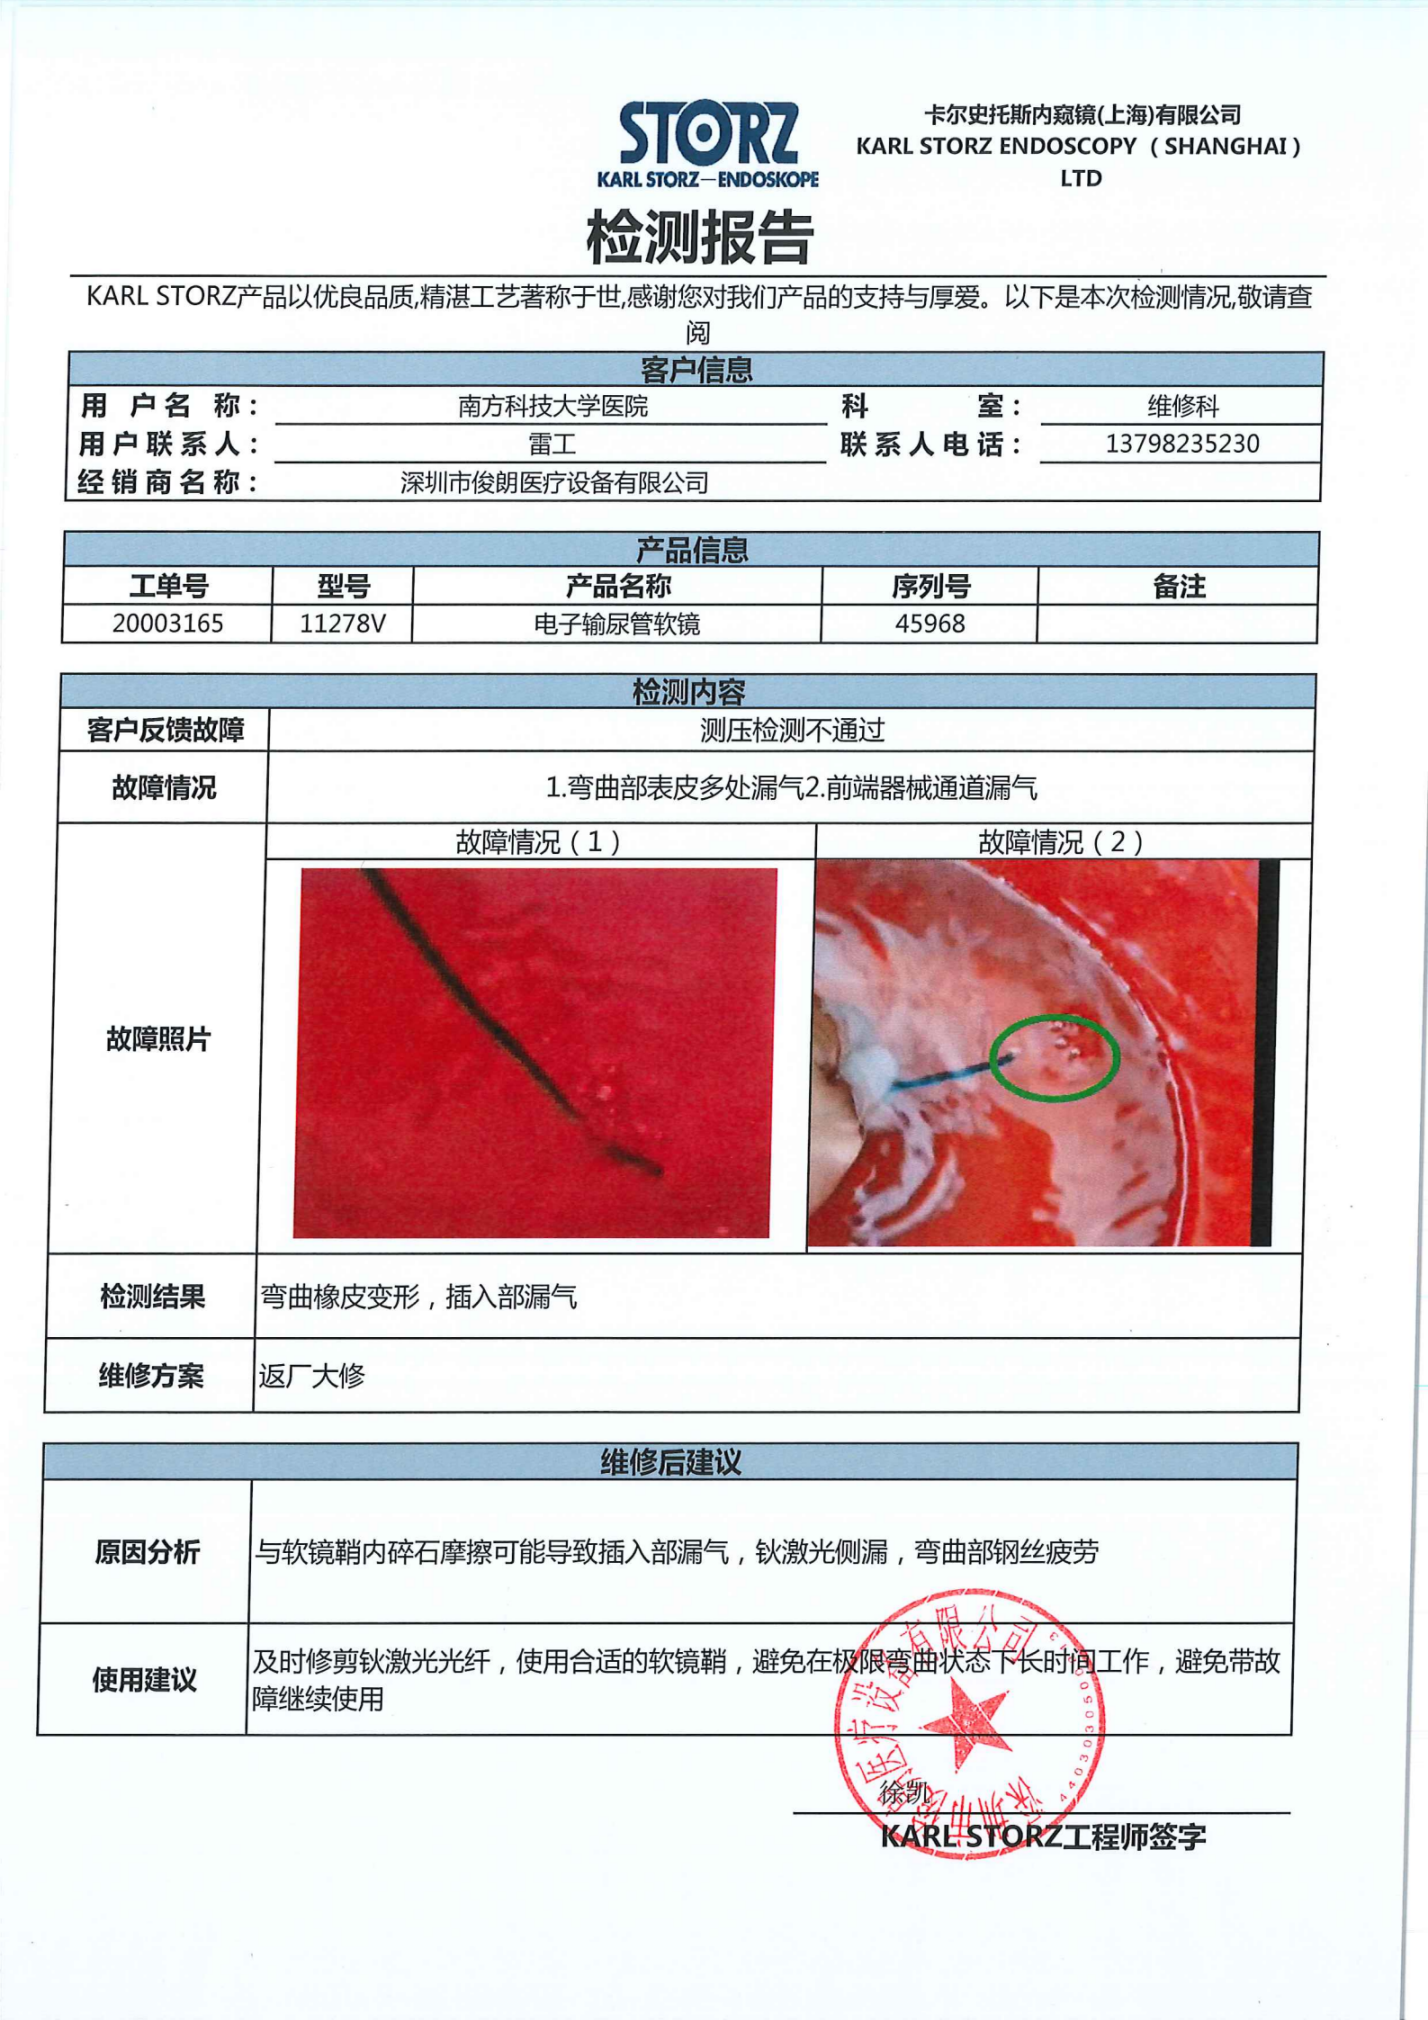 STORZ
KARL STORZ—ENDOSKOPE
卡尔史托斯内窥镜(上海)有限公司
KARL STORZ ENDOSCOPY（SHANGHAI）
LTD
检测报告
KARL STORZ产品以优良品质,精湛工艺著称于世,感谢您对我们产品的支持与厚爱。以下是本次检测情况,敬请查
阅
客户信息
用户名称： 南方科技大学医院 科室： 维修科
用户联系人： 雷工 联系人电话： 13798235230
经销商名称： 深圳市俊朗医疗设备有限公司
产品信息
工单号 型号 产品名称 序列号 备注
20003165 11278V 电子输尿管软镜 45968
检测内容
客户反馈故障 测压检测不通过
故障情况 1.弯曲部表皮多处漏气2.前端器械通道漏气
故障情况（1） 故障情况（2）
故障照片
检测结果 弯曲橡皮变形，插入部漏气
维修方案 返厂大修
维修后建议
原因分析 与软镜鞘内碎石摩擦可能导致插入部漏气，钬激光侧漏，弯曲部钢丝疲劳
使用建议 及时修剪钬激光光纤，使用合适的软镜鞘，避免在极限弯曲状态下长时间工作，避免带故
障继续使用
深圳市俊朗医疗设备有限公司
徐凯
KARL STORZ工程师签字